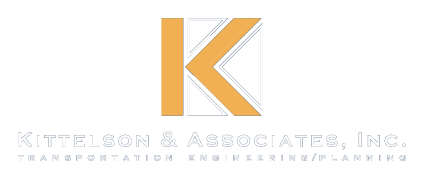 K
KITTELSON & ASSOCIATES, INC.
TRANSPORTATION ENGINEERING/PLANNING